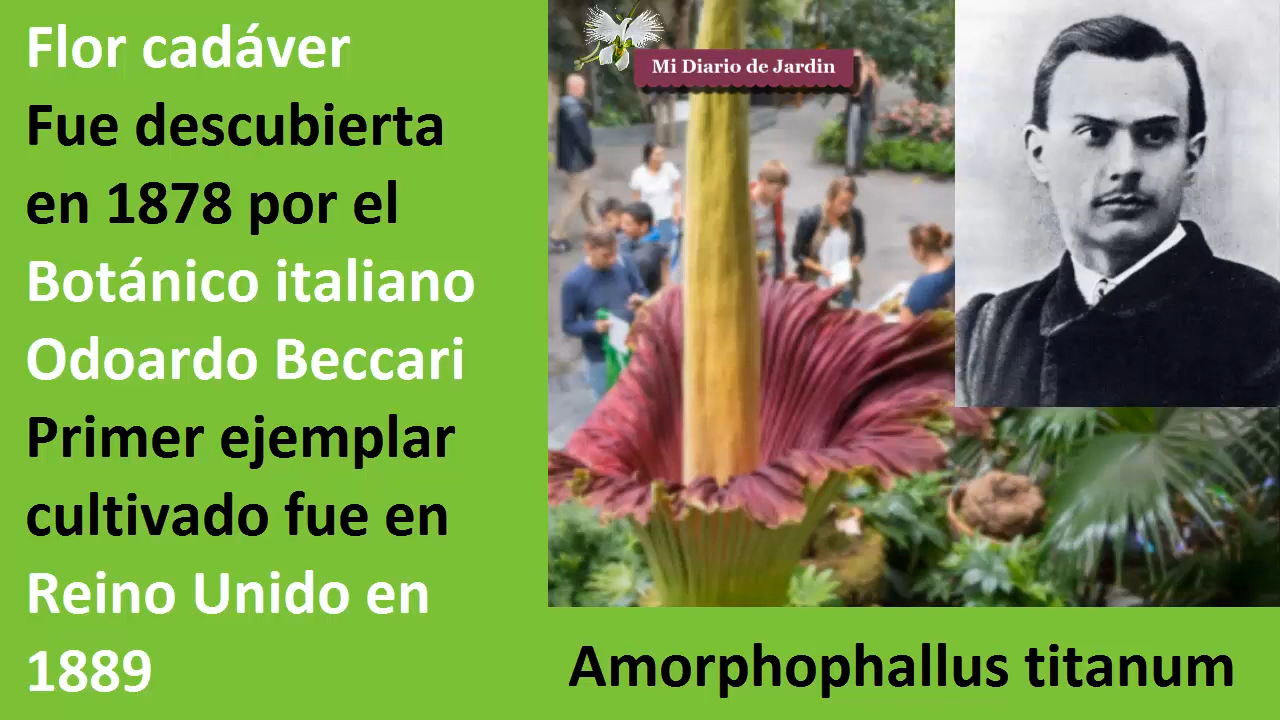 Flor cadáver
Fue descubierta
en 1878 por el
Botánico italiano
Odoardo Beccari
Primer ejemplar
cultivado fue en
Reino Unido en
1889
Mi Diario de Jardin
Amorphophallus titanum